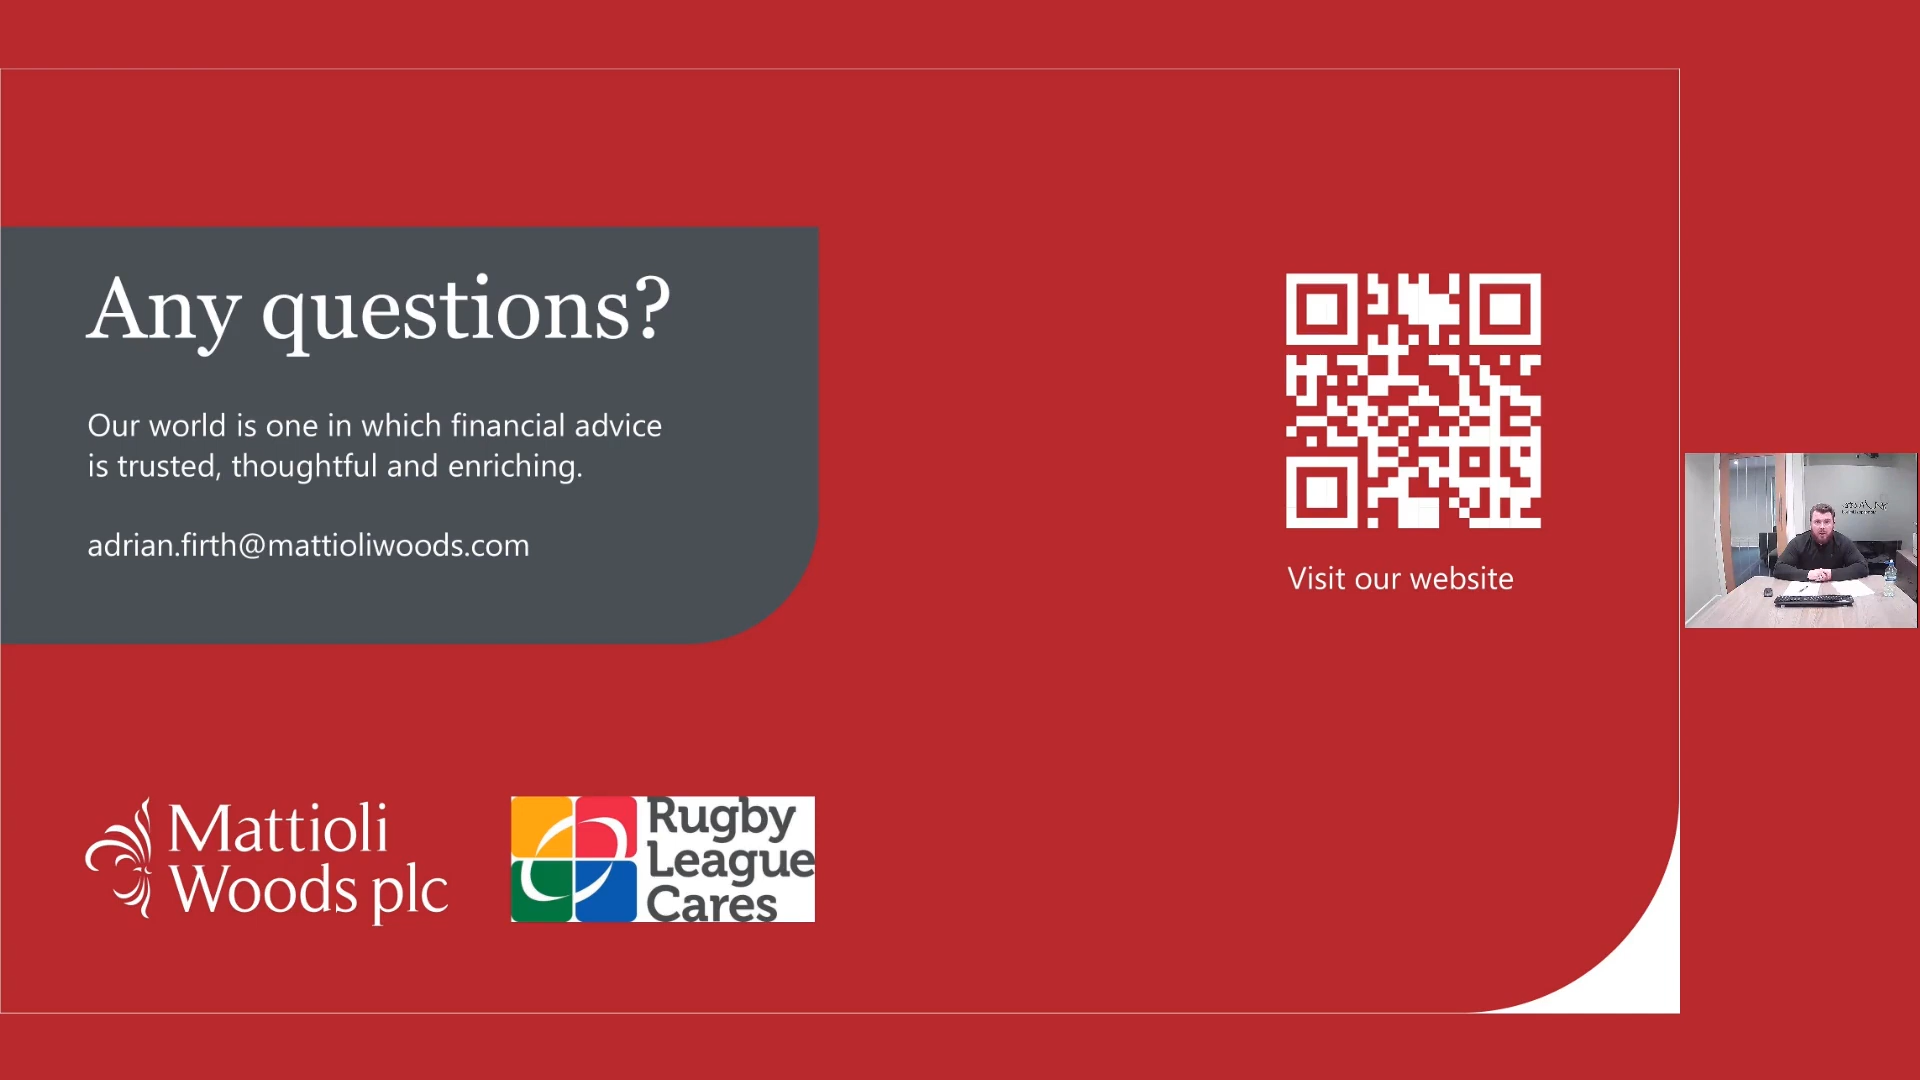 Any questions?
Our world is one in which financial advice
is trusted, thoughtful and enriching.
adrian.firth@mattioliwoods.com
Visit our website
Mattioli
Woods plc
Rugby
League
Cares